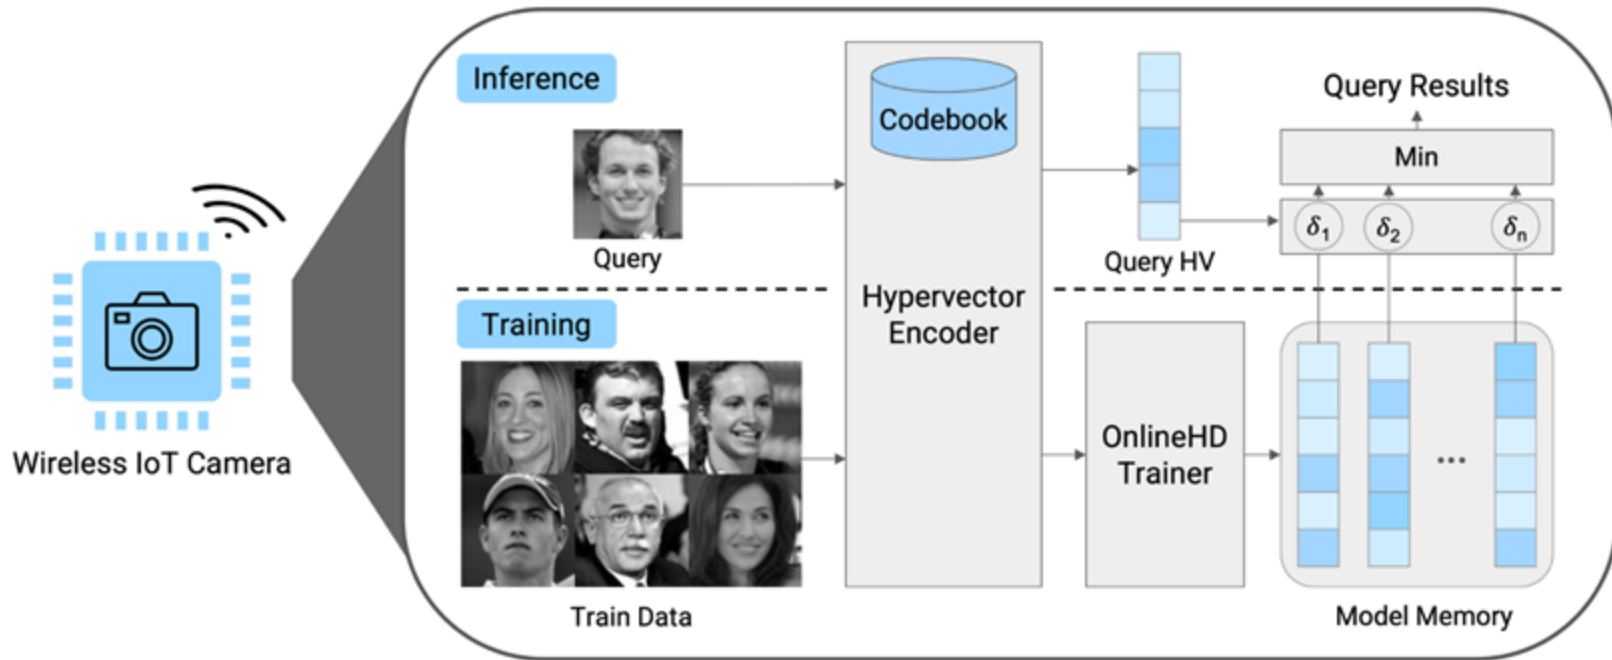 Inference
Codebook
Query Results
Min
δ1
δ2
δn
Query
Query HV
Hypervector
Encoder
Training
OnlineHD
Trainer
...
Wireless IoT Camera
Train Data
Model Memory